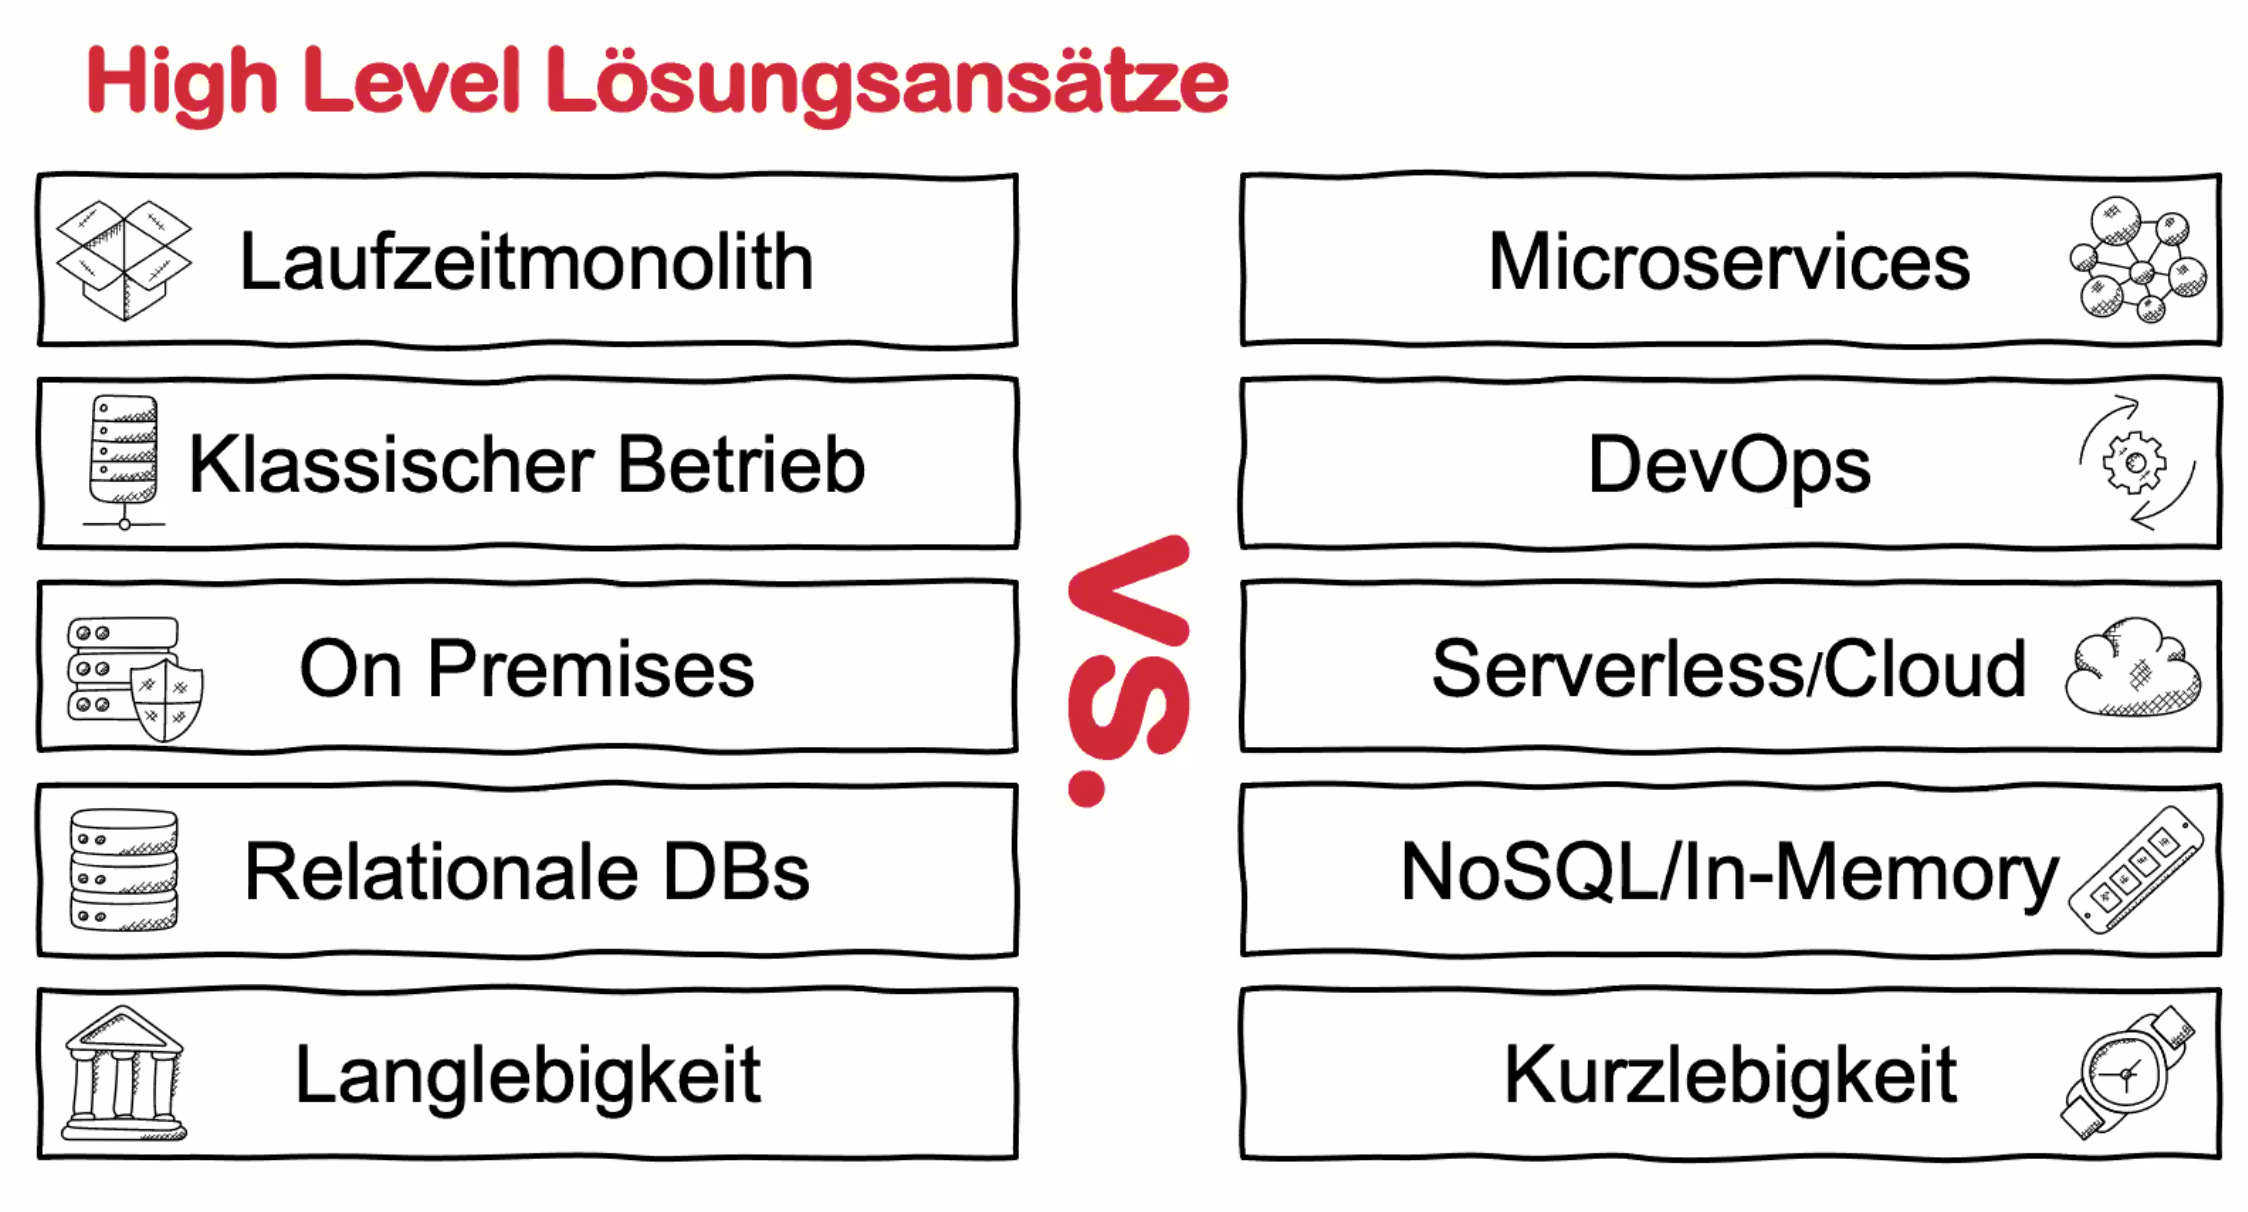 High Level Lösungsansätze
Laufzeitmonolith
Microservices
Klassischer Betrieb
DevOps
vs.
On Premises
Serverless/Cloud
Relationale DBs
NoSQL/In-Memory
Langlebigkeit
Kurzlebigkeit